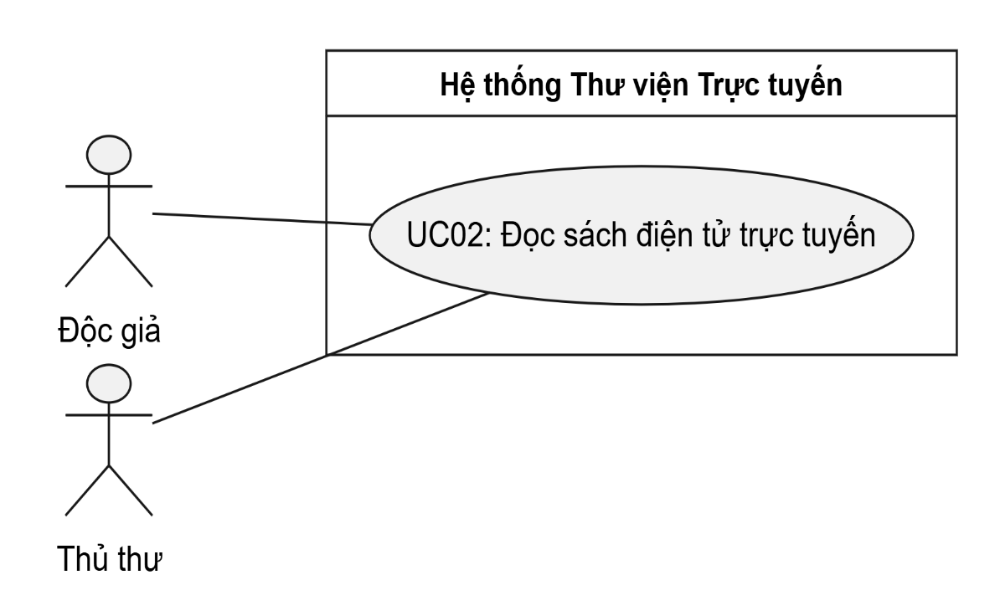 Hệ thống Thư viện Trực tuyến
UC02: Đọc sách điện tử trực tuyến
Độc giả
Thủ thư